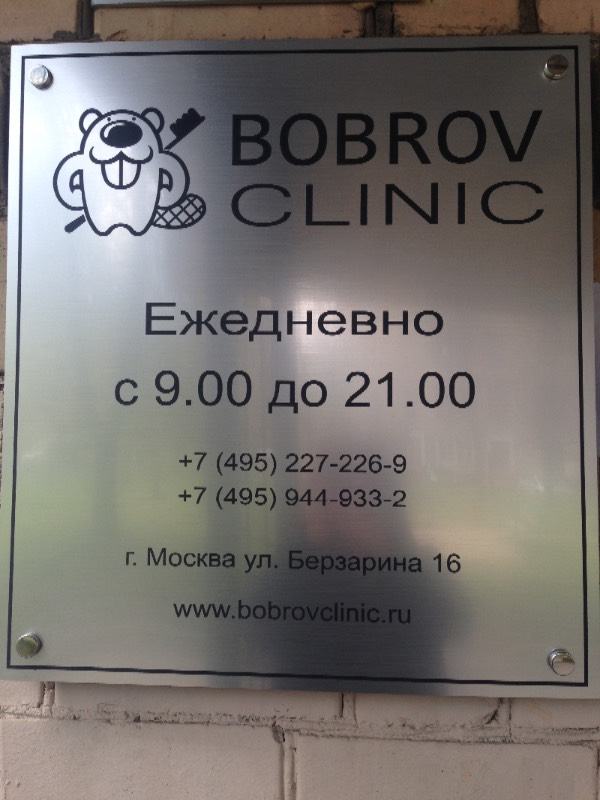 BOBROV
CLINIC
Ежедневно
с 9.00 до 21.00
+7 (495) 227-226-9
+7 (495) 944-933-2
г. Москва ул. Берзарина 16
www.bobrovclinic.ru